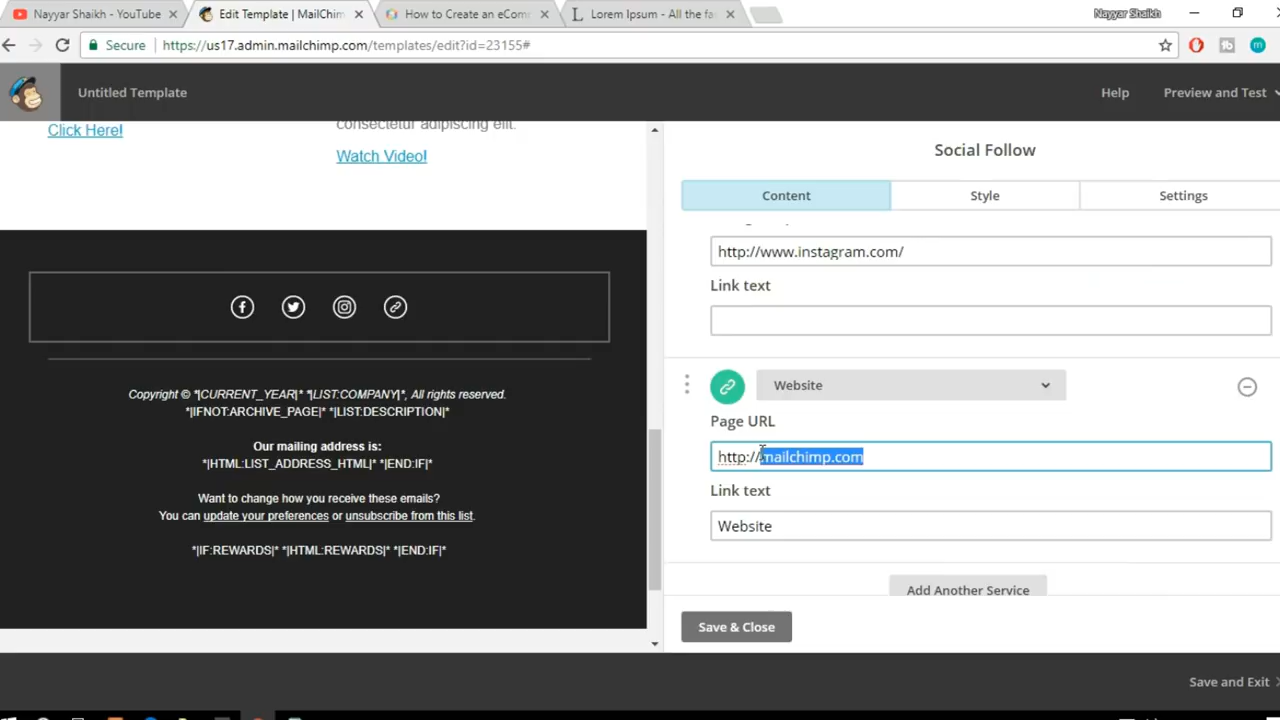 Nayyar Shaikh - YouTube
Edit Template | MailChim
How to Create an eCom
Lorem Ipsum - All the fa
Nayyar Shaikh
Secure
https://us17.admin.mailchimp.com/templates/edit?id=23155#
Untitled Template
Help
Preview and Test
Click Here!
consectetur adipiscing elit.
Watch Video!
Social Follow
Content
Style
Settings
http://www.instagram.com/
Link text
Website
Page URL
http://mailchimp.com
Link text
Website
Add Another Service
Save & Close
Copyright © *|CURRENT_YEAR|* *|LIST:COMPANY|*, All rights reserved.
*|IFNOT:ARCHIVE_PAGE|* *|LIST:DESCRIPTION|*
Our mailing address is:
*|HTML:LIST_ADDRESS_HTML|* *|END:IF|*
Want to change how you receive these emails?
You can update your preferences or unsubscribe from this list.
*|IF:REWARDS|* *|HTML:REWARDS|* *|END:IF|*
Save and Exit